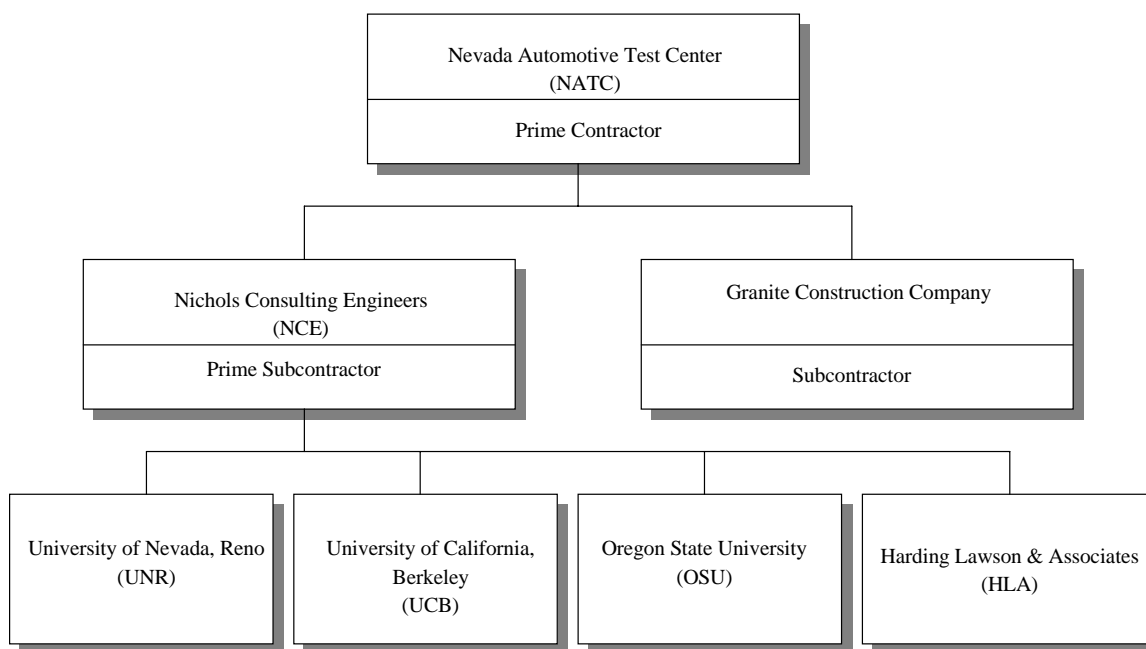 Nevada Automotive Test Center
(NATC)
Prime Contractor
Nichols Consulting Engineers
(NCE)
Prime Subcontractor
Granite Construction Company
Subcontractor
University of Nevada, Reno
(UNR)
University of California,
Berkeley
(UCB)
Oregon State University
(OSU)
Harding Lawson & Associates
(HLA)